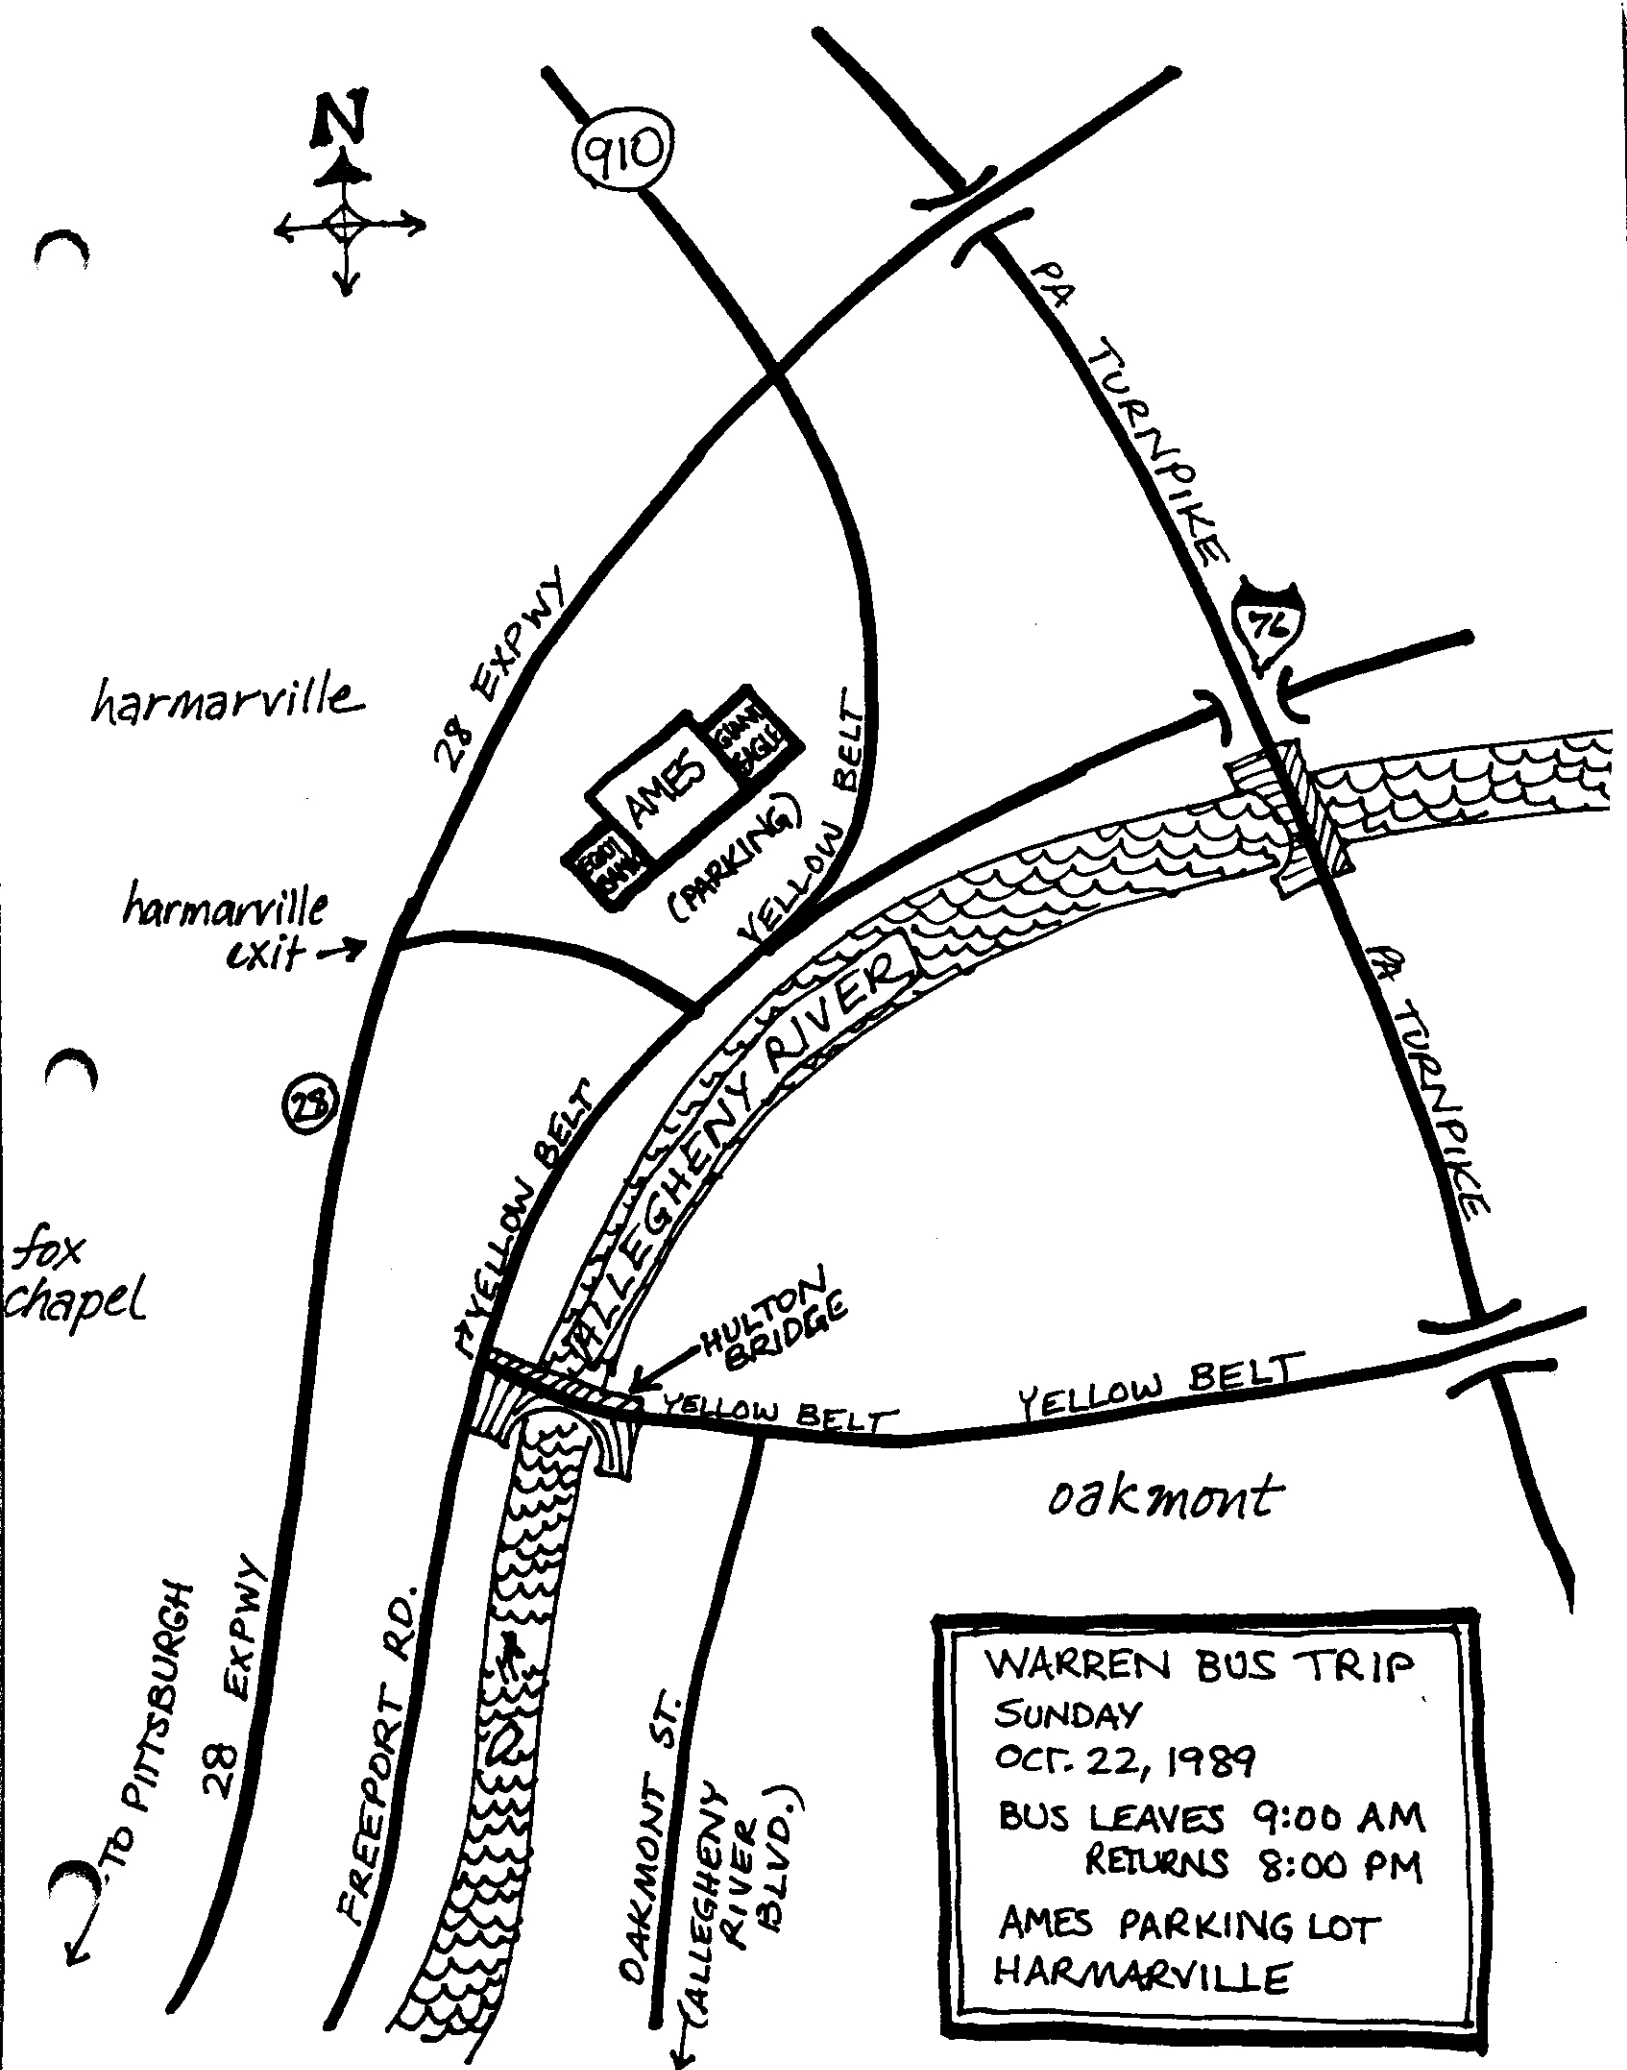 N
910
PA TURNPIKE
76
28 EXPWY
harmarville
GIANT
EAGLE
AMES
(PARKING)
YELLOW BELT
harmarville
exit →
ALLEGHENY RIVER
PA TURNPIKE
28
YELLOW BELT
fox
chapel
HULTON
BRIDGE
YELLOW BELT
YELLOW BELT
oakmont
TO PITTSBURGH
28 EXPWY
FREEPORT RD.
OAKMONT ST.
(ALLEGHENY
RIVER
BLVD.)
WARREN BUS TRIP
SUNDAY
OCT. 22, 1989
BUS LEAVES 9:00 AM
RETURNS 8:00 PM
AMES PARKING LOT
HARMARVILLE